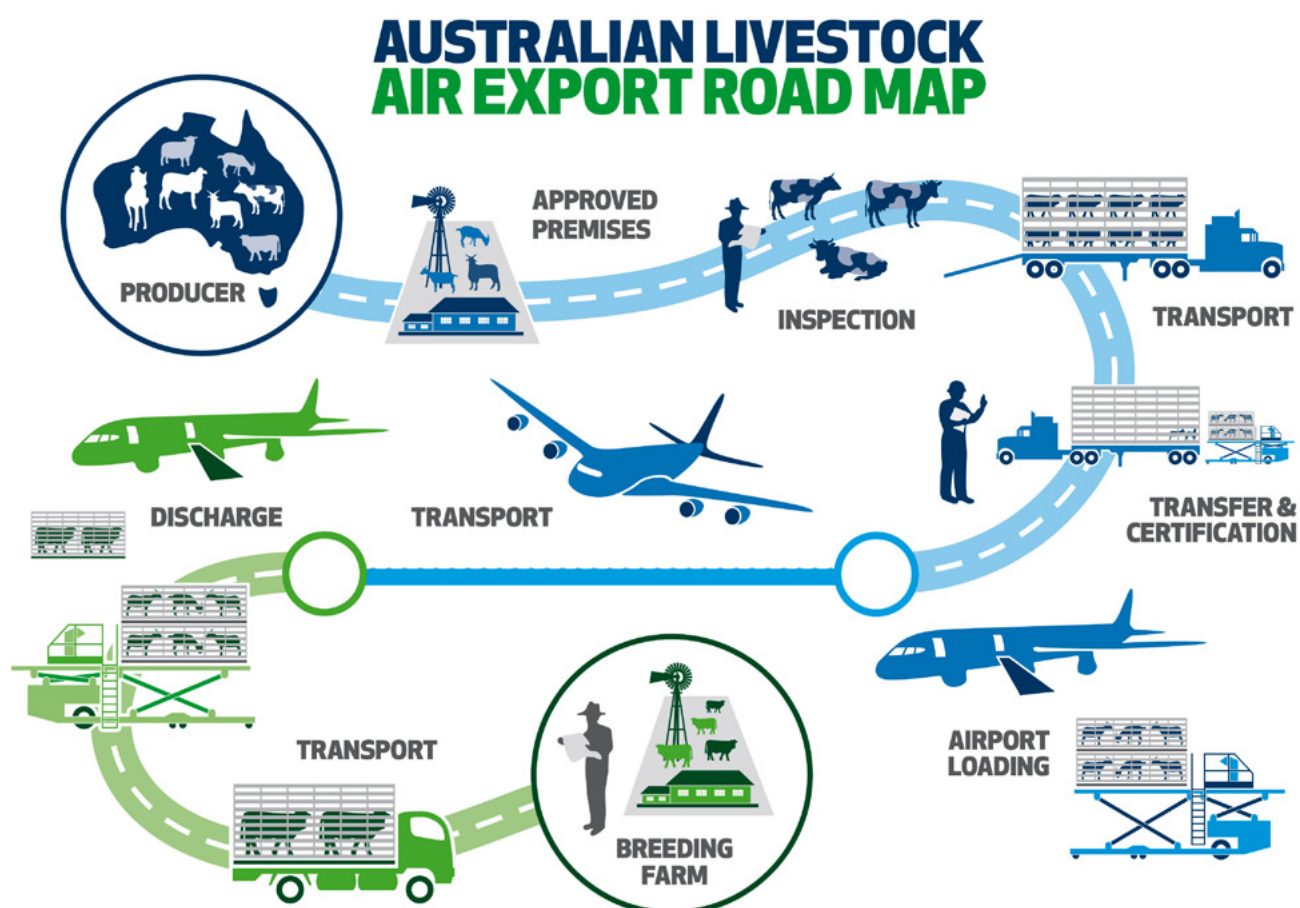 AUSTRALIAN LIVESTOCK
AIR EXPORT ROAD MAP
PRODUCER
APPROVED
PREMISES
INSPECTION
TRANSPORT
TRANSFER &
CERTIFICATION
AIRPORT
LOADING
TRANSPORT
DISCHARGE
TRANSPORT
BREEDING
FARM